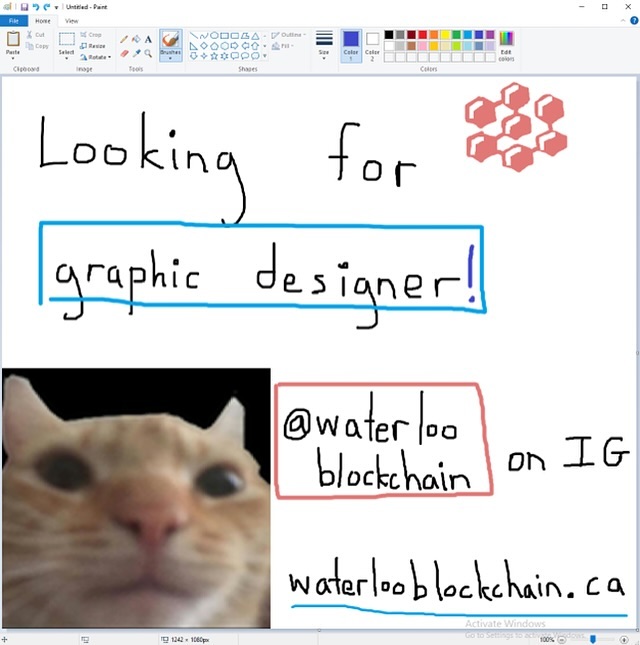 Untitled - Paint
File Home View
Paste
Cut
Copy
Clipboard
Select
Crop
Resize
Rotate
Image
A
Tools
Brushes
Shapes
Outline
Fill
Size
Color 1
Color 2
Edit colors
Colors
Looking for
graphic designer!
@waterloo
blockchain
on IG
waterlooblockchain.ca
Activate Windows
Go to Settings to activate Windows.
1242 × 1080px
100%